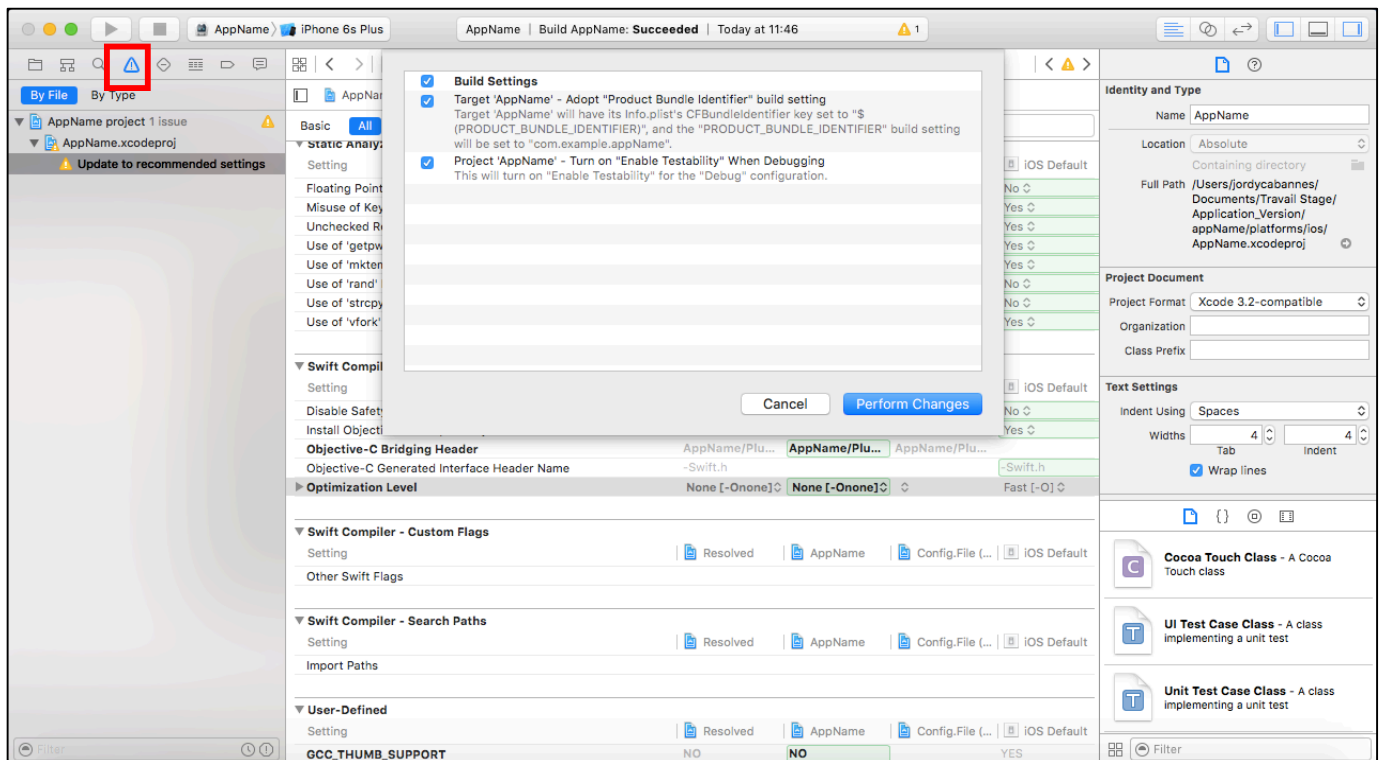 AppName iPhone 6s Plus
AppName | Build AppName: Succeeded | Today at 11:46
1
By File By Type
AppName project 1 issue
AppName.xcodeproj
Update to recommended settings
Filter
Basic All
Static Analyz
Setting
iOS Default
Floating Point
No
Misuse of Key
Yes
Unchecked Re
Yes
Use of 'getpw
Yes
Use of 'mktem
Yes
Use of 'rand'
No
Use of 'strcpy
No
Use of 'vfork'
Yes
Build Settings
Target 'AppName' - Adopt "Product Bundle Identifier" build setting
Target 'AppName' will have its Info.plist's CFBundleIdentifier key set to "$
(PRODUCT_BUNDLE_IDENTIFIER)", and the "PRODUCT_BUNDLE_IDENTIFIER" build setting
will be set to "com.example.appName".
Project 'AppName' - Turn on "Enable Testability" When Debugging
This will turn on "Enable Testability" for the "Debug" configuration.
Cancel Perform Changes
Swift Compil
Setting
iOS Default
Disable Safet
No
Install Objecti
Yes
Objective-C Bridging Header AppName/Plu... AppName/Plu... AppName/Plu...
Objective-C Generated Interface Header Name -Swift.h -Swift.h
Optimization Level None [-Onone] None [-Onone] Fast [-O]
Swift Compiler - Custom Flags
Setting Resolved AppName Config.File (... iOS Default
Other Swift Flags
Swift Compiler - Search Paths
Setting Resolved AppName Config.File (... iOS Default
Import Paths
User-Defined
Setting Resolved AppName Config.File (... iOS Default
GCC_THUMB_SUPPORT NO NO YES
Identity and Type
Name AppName
Location Absolute
Containing directory
Full Path /Users/jordycabannes/
Documents/Travail Stage/
Application_Version/
appName/platforms/ios/
AppName.xcodeproj
Project Document
Project Format Xcode 3.2-compatible
Organization
Class Prefix
Text Settings
Indent Using Spaces
Widths 4 4
Tab Indent
Wrap lines
Cocoa Touch Class - A Cocoa
Touch class
UI Test Case Class - A class
implementing a unit test
Unit Test Case Class - A class
implementing a unit test
Filter